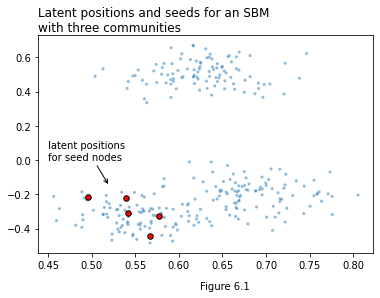 Latent positions and seeds for an SBM
with three communities
0.6
0.4
0.2
0.0
−0.2
−0.4
latent positions
for seed nodes
0.45 0.50 0.55 0.60 0.65 0.70 0.75 0.80
Figure 6.1